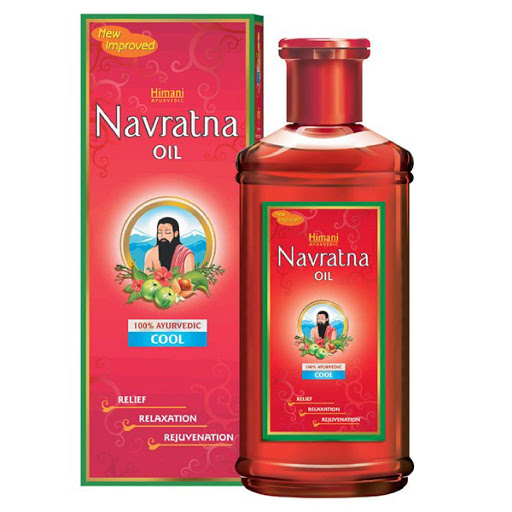 New
improved
Himani
AYURVEDIC
Navratna
OIL
100% AYURVEDIC
COOL
RELIEF
RELAXATION
REJUVENATION
New
improved
Himani
AYURVEDIC
Navratna
OIL
100% AYURVEDIC
COOL
RELIEF
RELAXATION
REJUVENATION